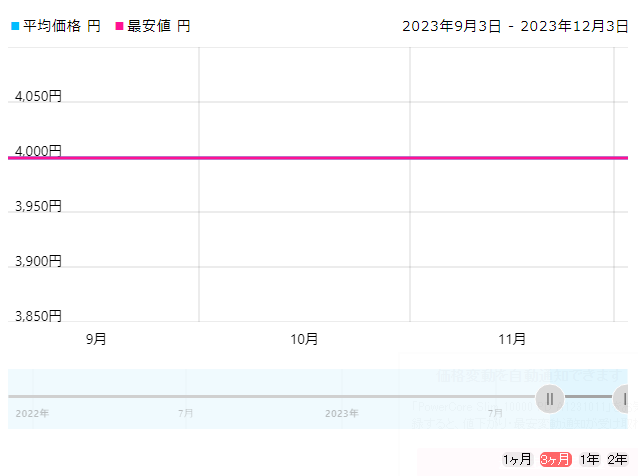 平均価格 円 最安値 円 2023年9月3日 - 2023年12月3日
4,050円
4,000円
3,950円
3,900円
3,850円
9月 10月 11月
2022年 7月 2023年 7月
1ヶ月 3ヶ月 1年 2年